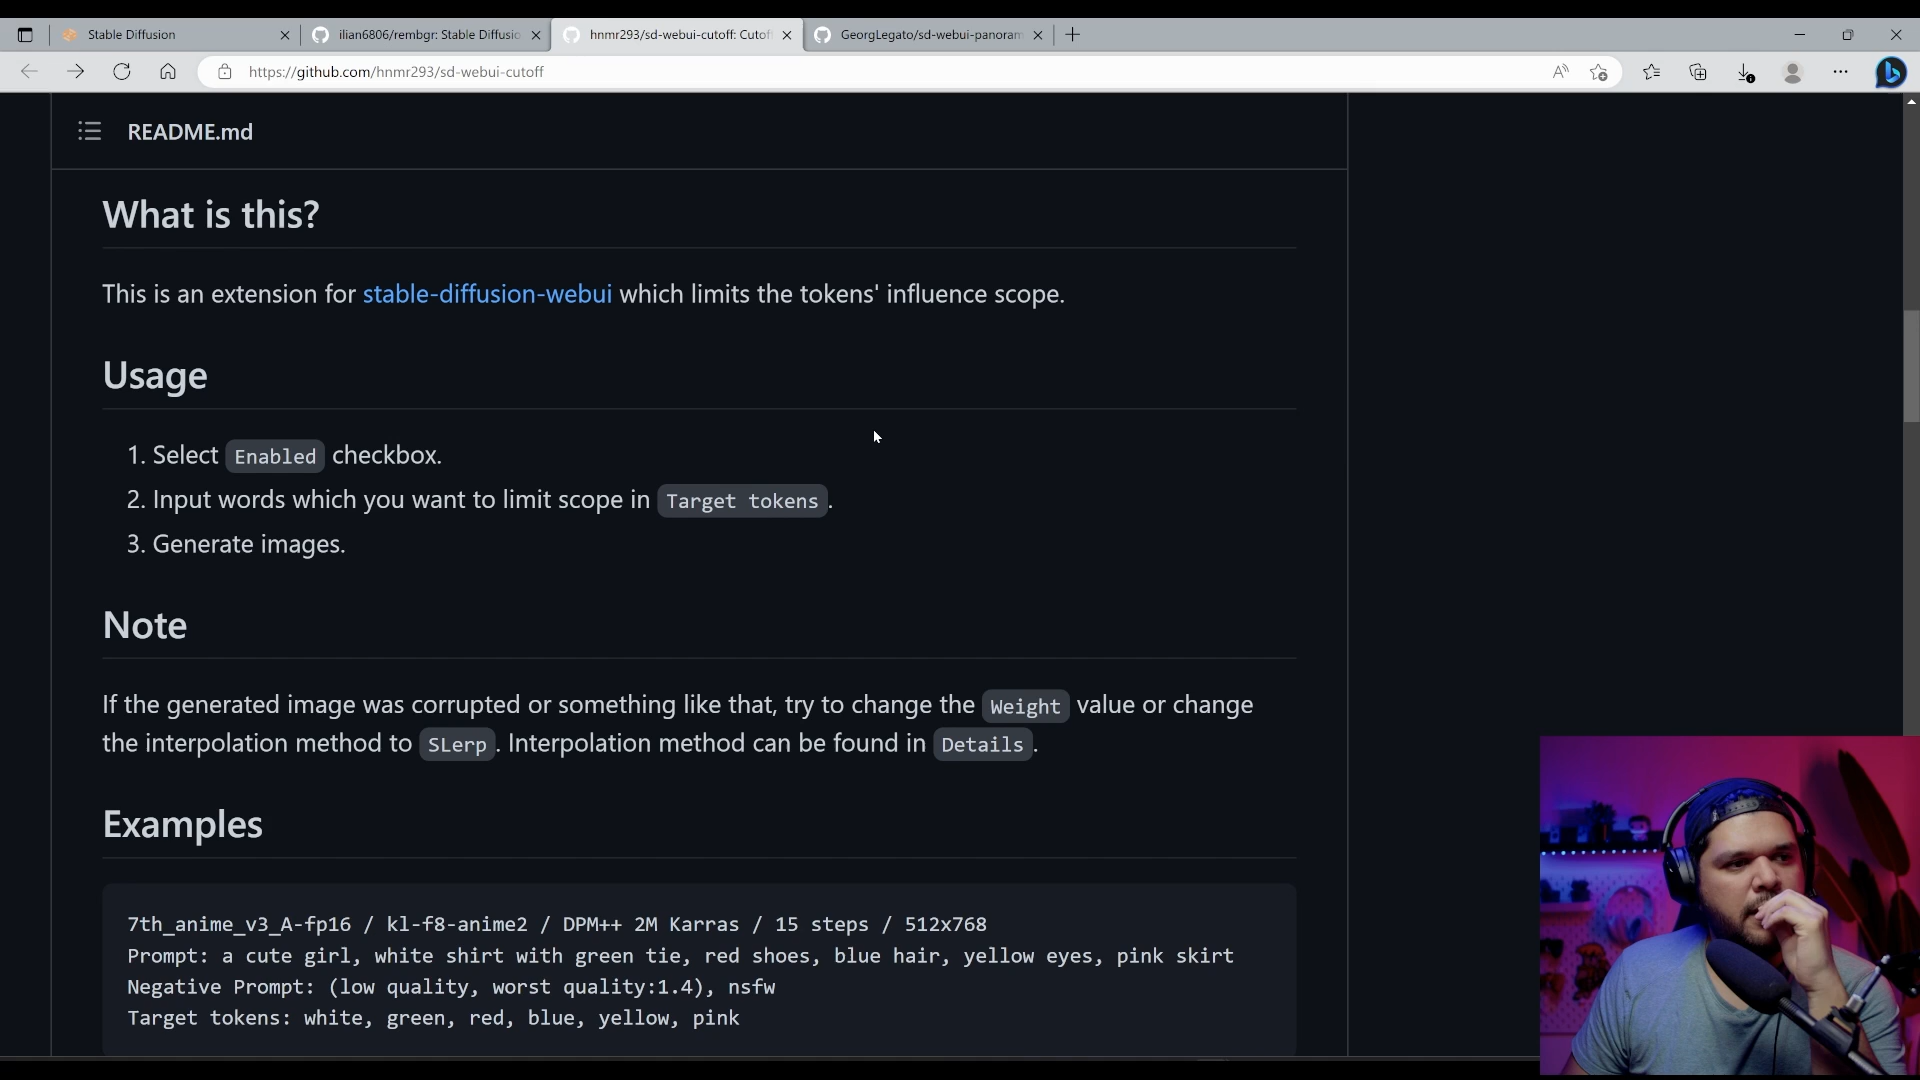 Stable Diffusion
ilian6806/rembgr: Stable Diffusio
hnmr293/sd-webui-cutoff: Cutof
GeorgLegato/sd-webui-panoram
https://github.com/hnmr293/sd-webui-cutoff
README.md
What is this?
This is an extension for stable-diffusion-webui which limits the tokens' influence scope.
Usage
1. Select Enabled checkbox.
2. Input words which you want to limit scope in Target tokens.
3. Generate images.
Note
If the generated image was corrupted or something like that, try to change the Weight value or change
the interpolation method to SLerp. Interpolation method can be found in Details.
Examples
7th_anime_v3_A-fp16 / kl-f8-anime2 / DPM++ 2M Karras / 15 steps / 512x768
Prompt: a cute girl, white shirt with green tie, red shoes, blue hair, yellow eyes, pink skirt
Negative Prompt: (low quality, worst quality:1.4), nsfw
Target tokens: white, green, red, blue, yellow, pink